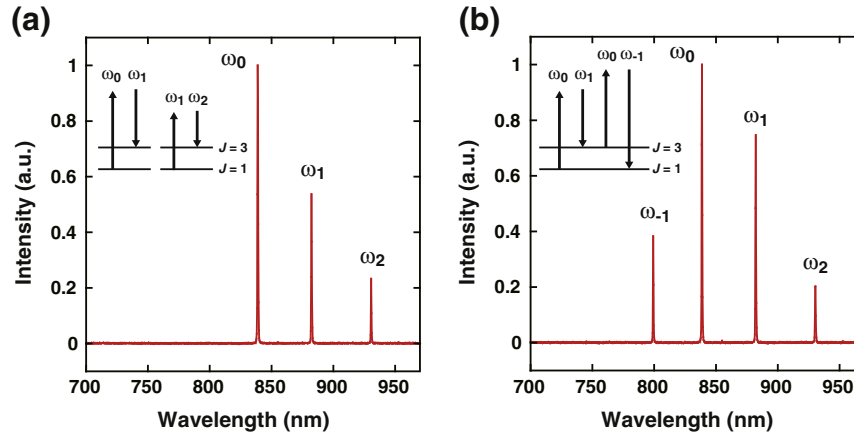 (a)
Intensity (a.u.)
1
0.8
0.6
0.4
0.2
0
700 750 800 850 900 950
Wavelength (nm)
ω0
ω1
ω2
ω0 ω1
ω1 ω2
J = 3
J = 1
(b)
Intensity (a.u.)
1
0.8
0.6
0.4
0.2
0
700 750 800 850 900 950
Wavelength (nm)
ω-1
ω0
ω1
ω2
ω0 ω1 ω0 ω-1
J = 3
J = 1